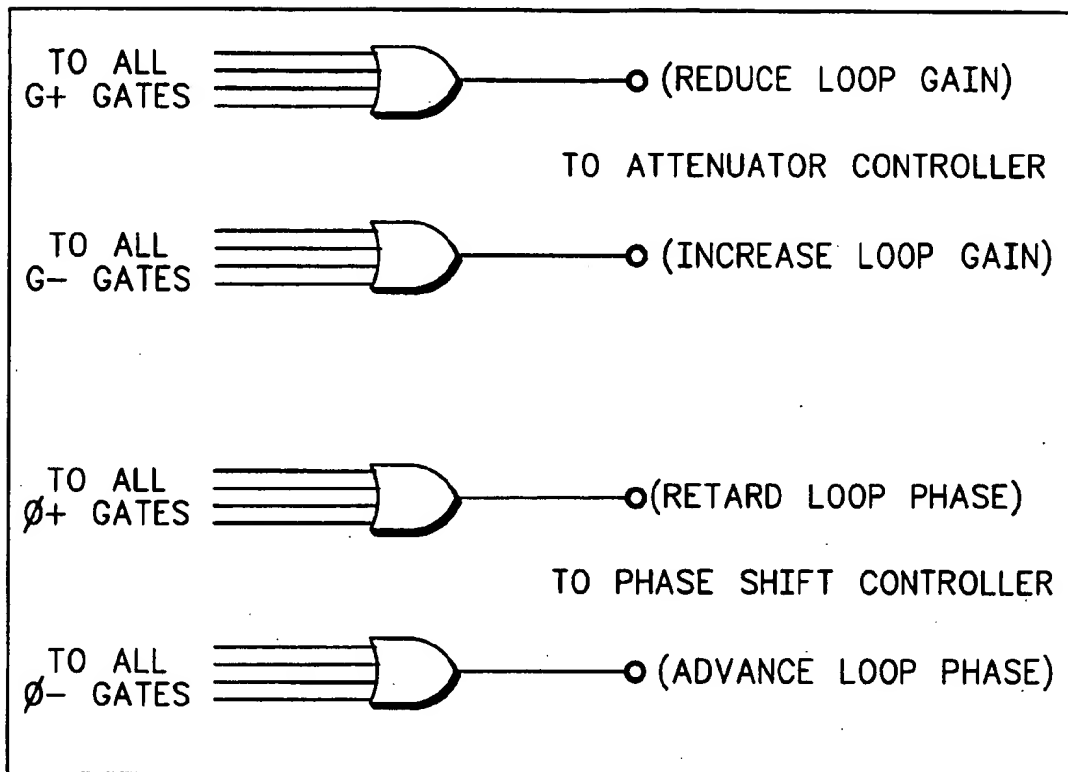 TO ALL
G+ GATES
(REDUCE LOOP GAIN)
TO ATTENUATOR CONTROLLER
TO ALL
G− GATES
(INCREASE LOOP GAIN)
TO ALL
Ø+ GATES
(RETARD LOOP PHASE)
TO PHASE SHIFT CONTROLLER
TO ALL
Ø− GATES
(ADVANCE LOOP PHASE)